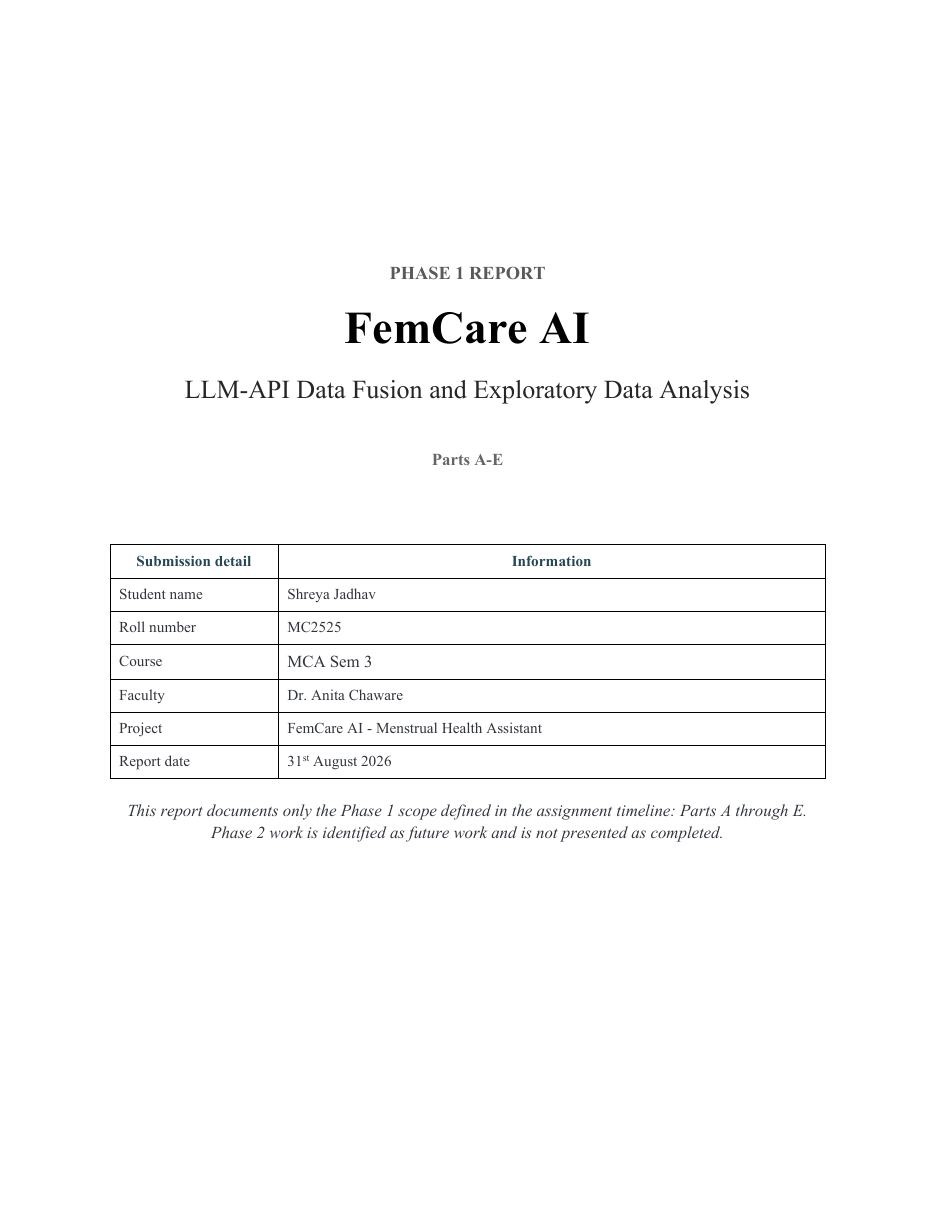 PHASE 1 REPORT
FemCare AI
LLM-API Data Fusion and Exploratory Data Analysis
Parts A-E
Submission detail Information
Student name Shreya Jadhav
Roll number MC2525
Course MCA Sem 3
Faculty Dr. Anita Chaware
Project FemCare AI - Menstrual Health Assistant
Report date 31st August 2026
This report documents only the Phase 1 scope defined in the assignment timeline: Parts A through E.
Phase 2 work is identified as future work and is not presented as completed.